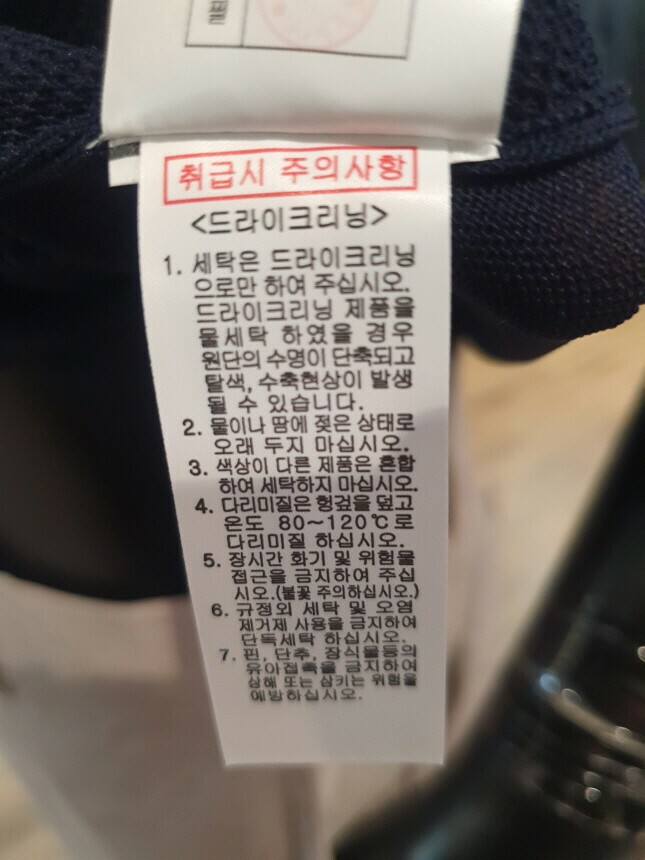 취급시 주의사항
<드라이크리닝>
1. 세탁은 드라이크리닝
으로만 하여 주십시오.
드라이크리닝 제품을
물세탁 하였을 경우
원단의 수명이 단축되고
탈색, 수축현상이 발생
될 수 있습니다.
2. 물이나 땀에 젖은 상태로
오래 두지 마십시오.
3. 색상이 다른 제품은 혼합
하여 세탁하지 마십시오.
4. 다리미질은 헝겊을 덮고
온도 80~120℃로
다리미질 하십시오.
5. 장시간 화기 및 위험물
접근을 금지하여 주십
시오.(불꽃 주의하십시오.)
6. 규정외 세탁 및 오염
제거제 사용을 금지하여
단독세탁 하십시오.
7. 핀, 단추, 장식물등의
유아접촉을 금지하여
상해 또는 삼키는 위험을
예방하십시오.